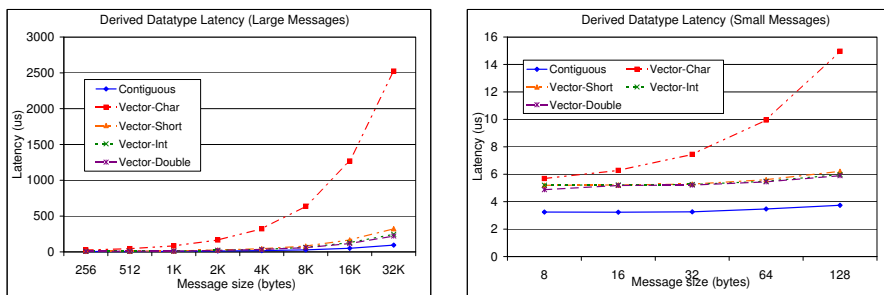 Derived Datatype Latency (Large Messages)
3000
2500
2000
1500
1000
500
0
Latency (us)
Contiguous
Vector-Char
Vector-Short
Vector-Int
Vector-Double
256 512 1K 2K 4K 8K 16K 32K
Message size (bytes)
Derived Datatype Latency (Small Messages)
16
14
12
10
8
6
4
2
0
Latency (us)
Contiguous Vector-Char
Vector-Short Vector-Int
Vector-Double
8 16 32 64 128
Message size (bytes)